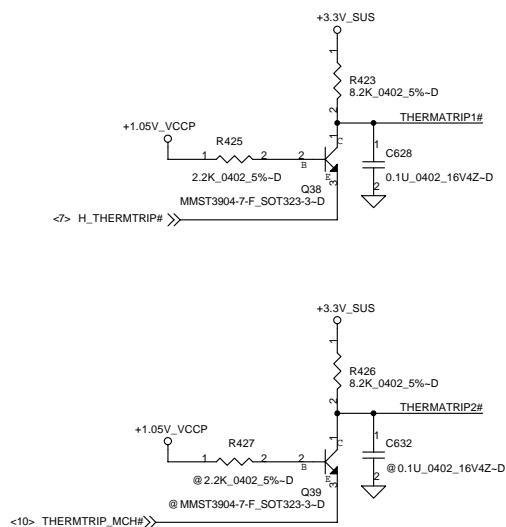 +3.3V_SUS
1
R423
8.2K_0402_5%~D
2
THERMATRIP1#
+1.05V_VCCP
R425
1 2
2.2K_0402_5%~D
2
B
1
C
E
3
Q38
MMST3904-7-F_SOT323-3~D
1
C628
0.1U_0402_16V4Z~D
2
<7> H_THERMTRIP#
+3.3V_SUS
1
R426
8.2K_0402_5%~D
2
THERMATRIP2#
+1.05V_VCCP
R427
1 2
@2.2K_0402_5%~D
2
B
1
C
E
3
Q39
@MMST3904-7-F_SOT323-3~D
1
C632
@0.1U_0402_16V4Z~D
2
<10> THERMTRIP_MCH#